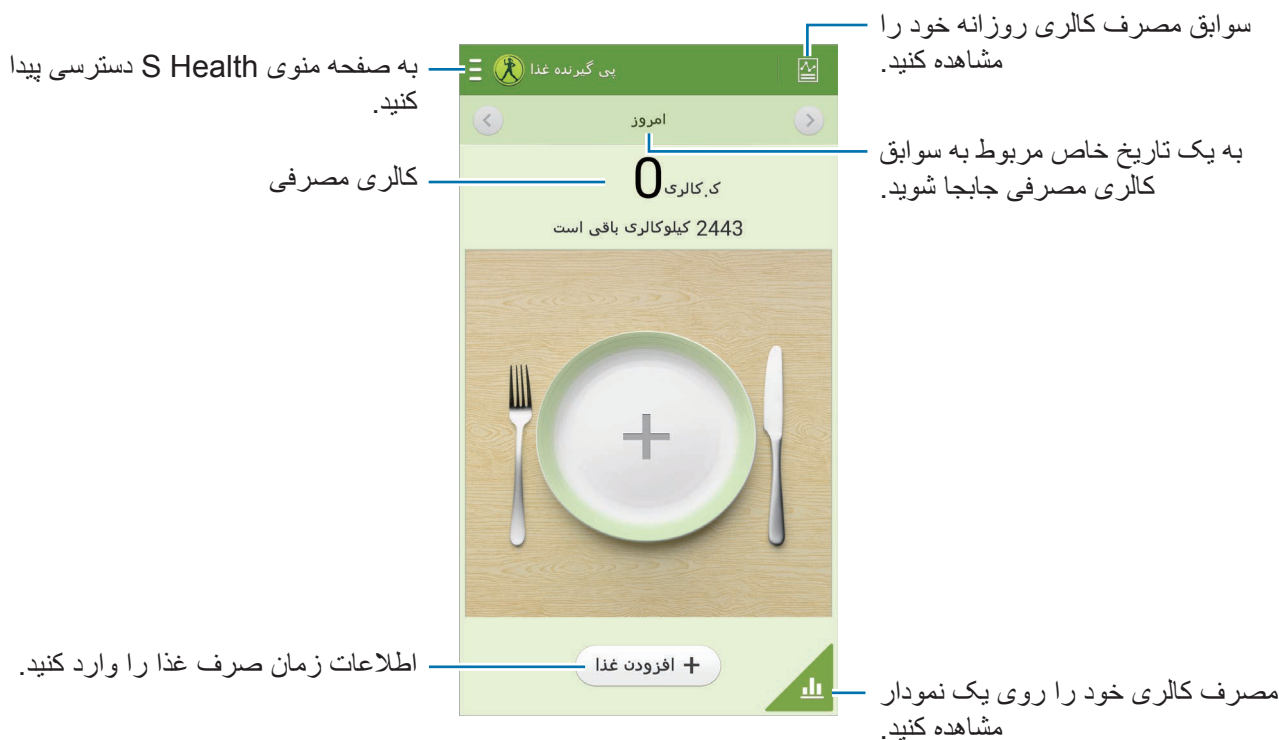 سوابق مصرف کالری روزانه خود را
مشاهده کنید.
به صفحه منوی S Health دسترسی پیدا
کنید.
پی گیرنده غذا
امروز
به یک تاریخ خاص مربوط به سوابق
کالری مصرفی جابجا شوید.
کالری مصرفی
0 ک.کالری
2443 کیلوکالری باقی است
اطلاعات زمان صرف غذا را وارد کنید.
+ افزودن غذا
مصرف کالری خود را روی یک نمودار
مشاهده کنید.